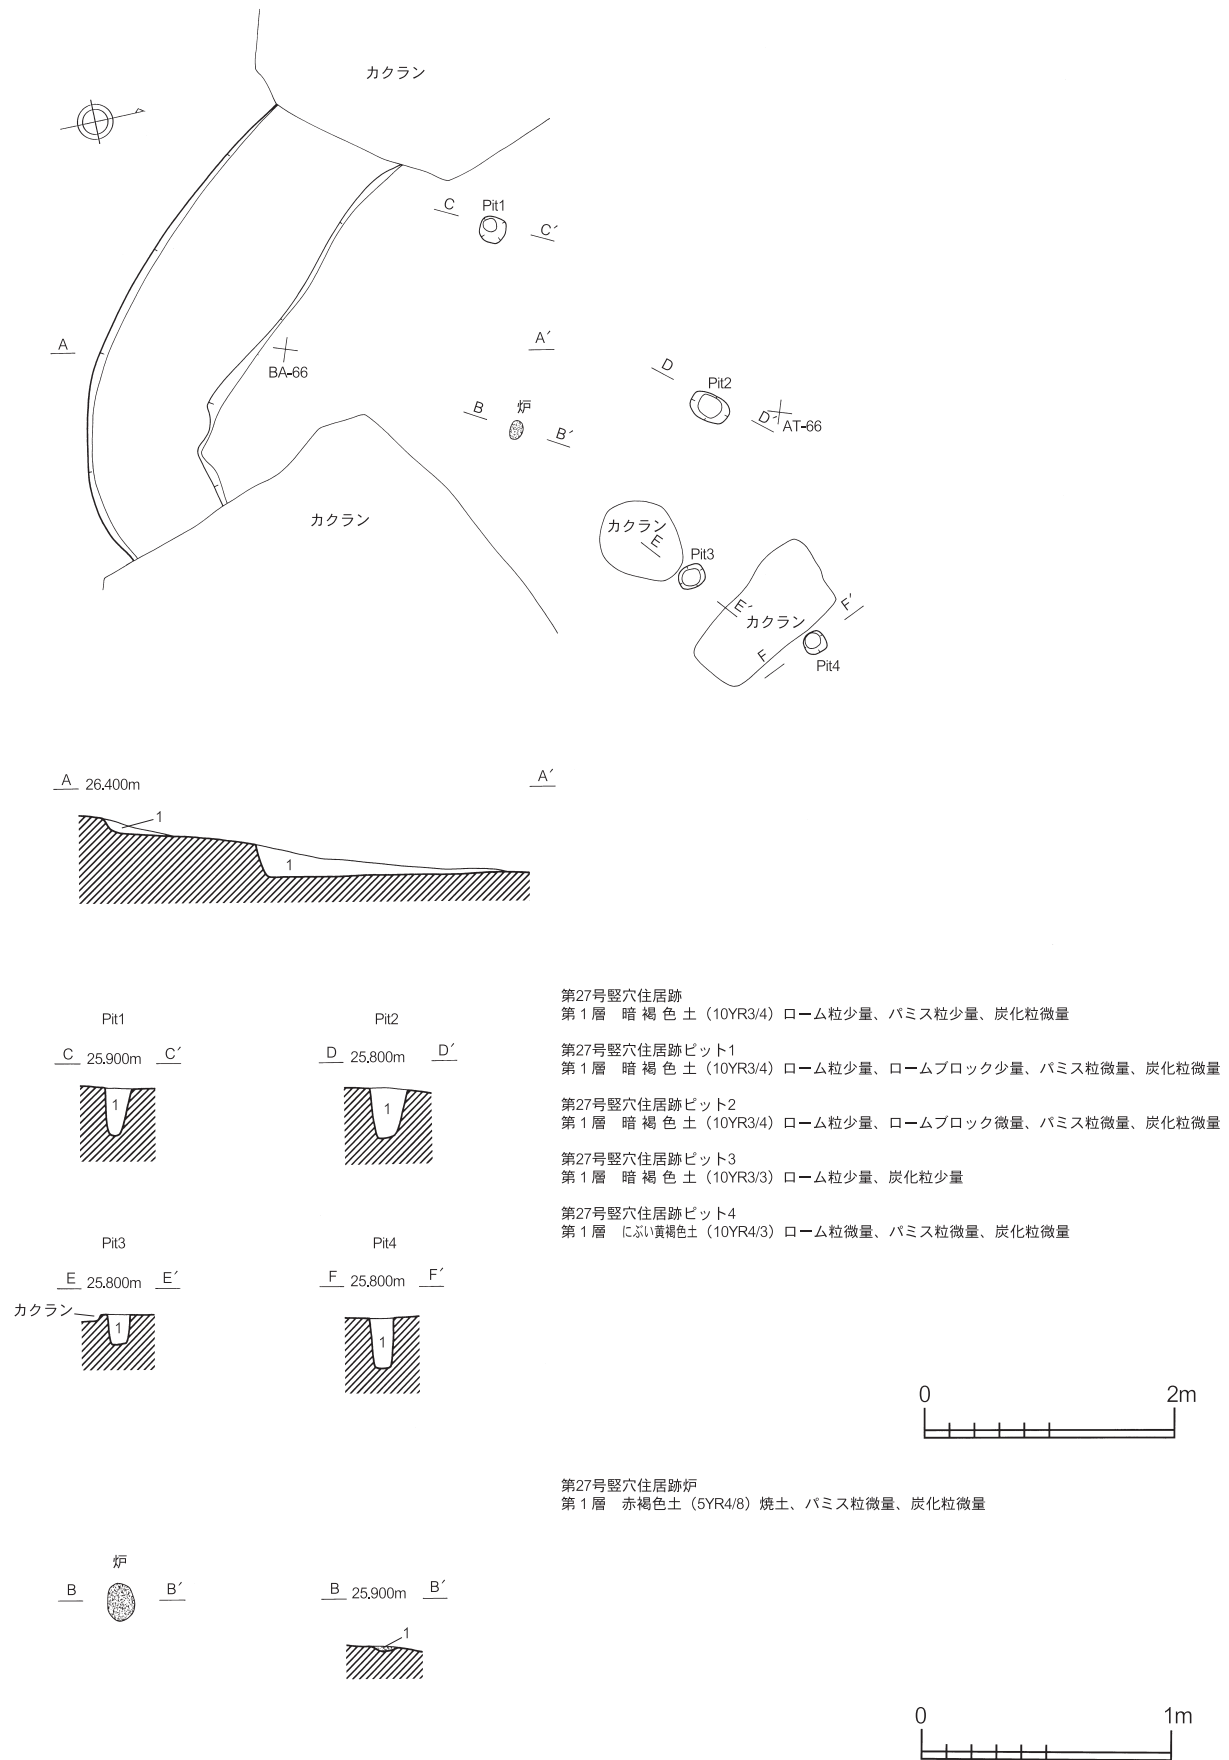 カクラン
C Pit1 C′
A A′
BA-66
D Pit2 D′
AT-66
B 炉 B′
カクラン
カクラン
E Pit3 E′
カクラン
F′
F
Pit4
A 26.400m A′
1
1
Pit1
C 25.900m C′
1
Pit2
D 25.800m D′
1
Pit3
E 25.800m E′
カクラン
1
Pit4
F 25.800m F′
1
第27号竪穴住居跡
第1層 暗褐色土（10YR3/4）ローム粒少量、パミス粒少量、炭化粒微量
第27号竪穴住居跡ピット1
第1層 暗褐色土（10YR3/4）ローム粒少量、ロームブロック少量、パミス粒微量、炭化粒微量
第27号竪穴住居跡ピット2
第1層 暗褐色土（10YR3/4）ローム粒少量、ロームブロック微量、パミス粒微量、炭化粒微量
第27号竪穴住居跡ピット3
第1層 暗褐色土（10YR3/3）ローム粒少量、炭化粒少量
第27号竪穴住居跡ピット4
第1層 にぶい黄褐色土（10YR4/3）ローム粒微量、パミス粒微量、炭化粒微量
0 2m
第27号竪穴住居跡炉
第1層 赤褐色土（5YR4/8）焼土、パミス粒微量、炭化粒微量
炉
B B′
B 25.900m B′
1
0 1m